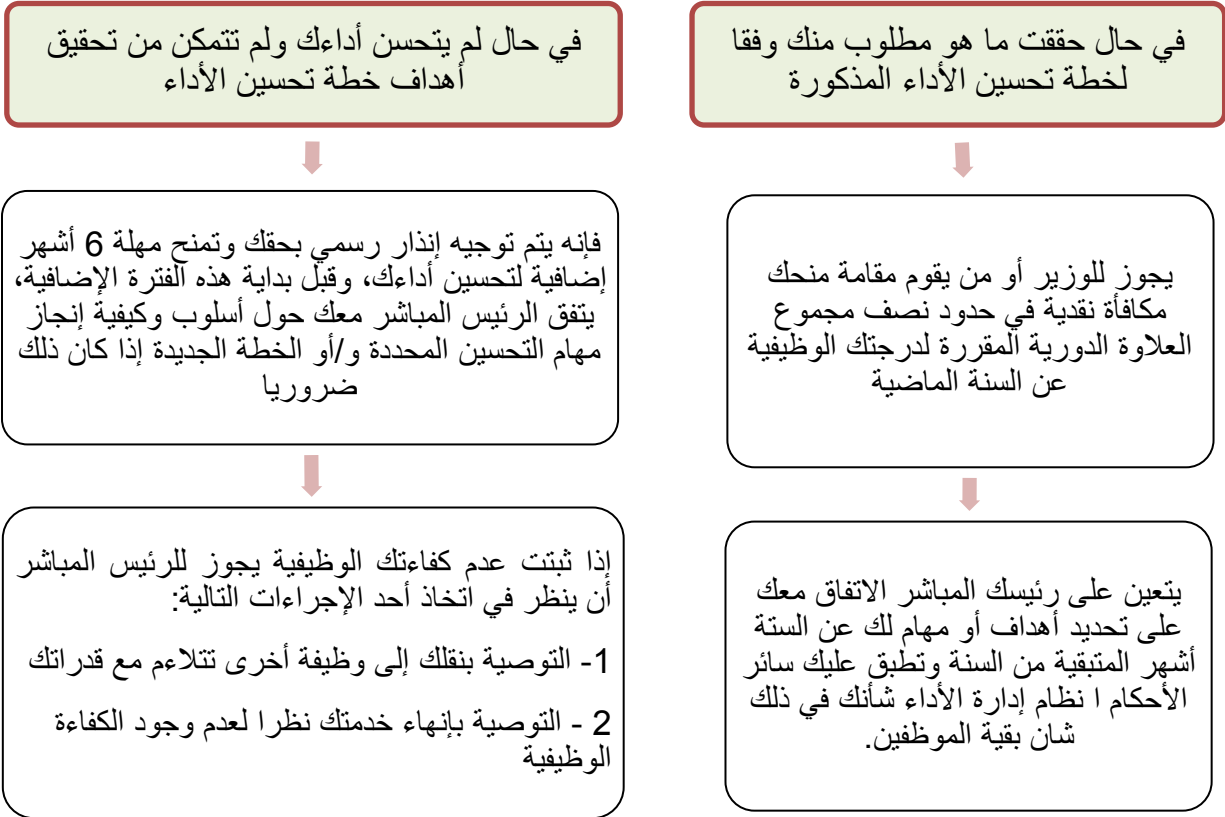 في حال حققت ما هو مطلوب منك وفقا
لخطة تحسين الأداء المذكورة
يجوز للوزير أو من يقوم مقامة منحك
مكافأة نقدية في حدود نصف مجموع
العلاوة الدورية المقررة لدرجتك الوظيفية
عن السنة الماضية
يتعين على رئيسك المباشر الاتفاق معك
على تحديد أهداف أو مهام لك عن الستة
أشهر المتبقية من السنة وتطبق عليك سائر
الأحكام ا نظام إدارة الأداء شأنك في ذلك
شان بقية الموظفين.
في حال لم يتحسن أداءك ولم تتمكن من تحقيق
أهداف خطة تحسين الأداء
فإنه يتم توجيه إنذار رسمي بحقك وتمنح مهلة 6 أشهر
إضافية لتحسين أداءك، وقبل بداية هذه الفترة الإضافية،
يتفق الرئيس المباشر معك حول أسلوب وكيفية إنجاز
مهام التحسين المحددة و/أو الخطة الجديدة إذا كان ذلك
ضروريا
إذا ثبتت عدم كفاءتك الوظيفية يجوز للرئيس المباشر
أن ينظر في اتخاذ أحد الإجراءات التالية:
1- التوصية بنقلك إلى وظيفة أخرى تتلاءم مع قدراتك
2 - التوصية بإنهاء خدمتك نظرا لعدم وجود الكفاءة
الوظيفية